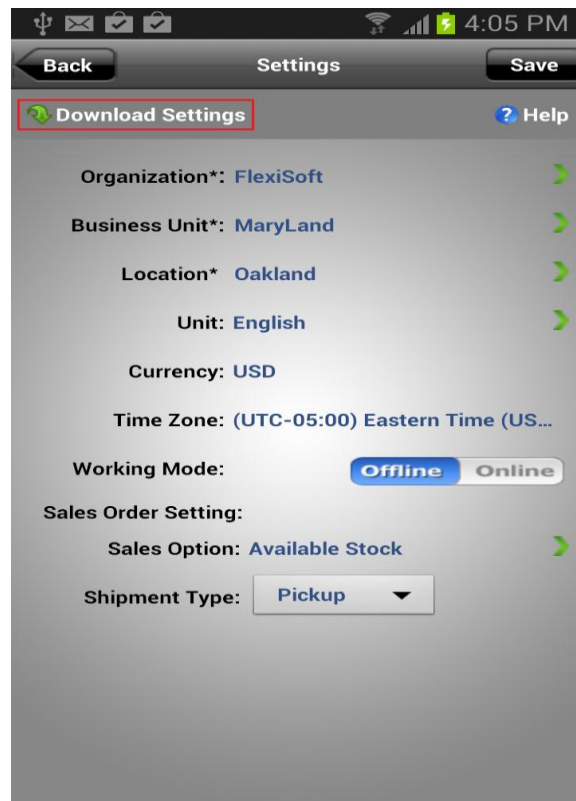 4:05 PM
Back Settings Save
Download Settings ? Help
Organization*: FlexiSoft
Business Unit*: MaryLand
Location* Oakland
Unit: English
Currency: USD
Time Zone: (UTC-05:00) Eastern Time (US...
Working Mode: Offline Online
Sales Order Setting:
Sales Option: Available Stock
Shipment Type: Pickup